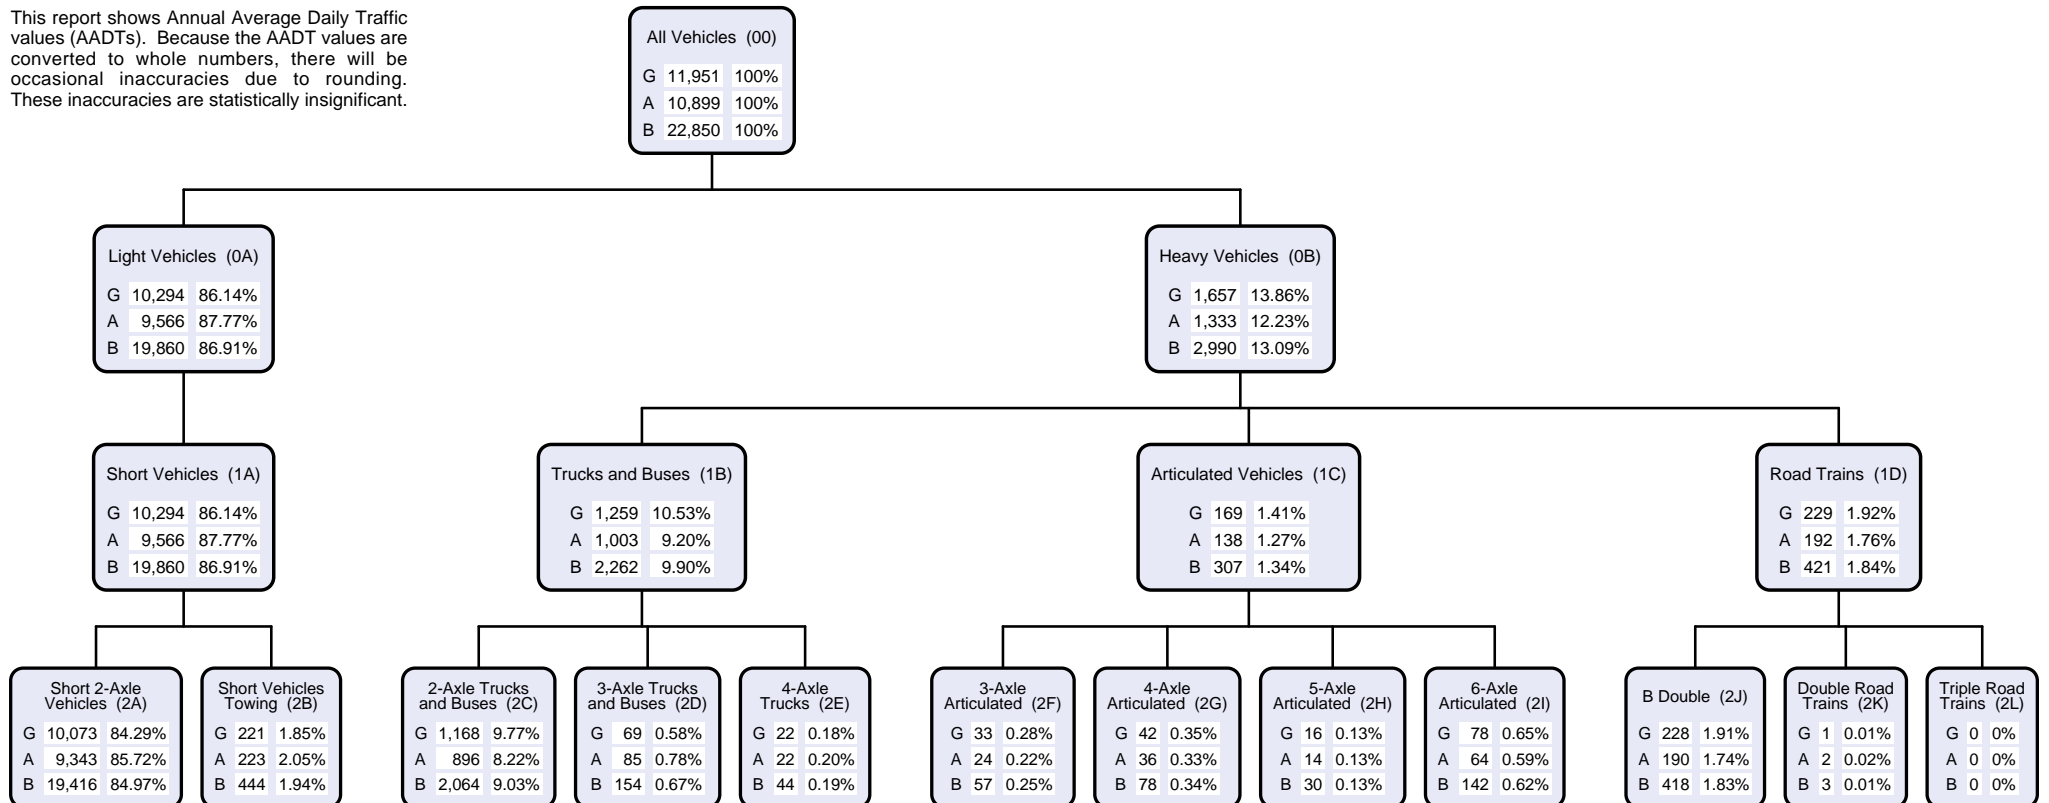 This report shows Annual Average Daily Traffic
values (AADTs). Because the AADT values are
converted to whole numbers, there will be
occasional inaccuracies due to rounding.
These inaccuracies are statistically insignificant.
All Vehicles (00)
G 11,951 100%
A 10,899 100%
B 22,850 100%
Light Vehicles (0A)
G 10,294 86.14%
A 9,566 87.77%
B 19,860 86.91%
Heavy Vehicles (0B)
G 1,657 13.86%
A 1,333 12.23%
B 2,990 13.09%
Short Vehicles (1A)
G 10,294 86.14%
A 9,566 87.77%
B 19,860 86.91%
Trucks and Buses (1B)
G 1,259 10.53%
A 1,003 9.20%
B 2,262 9.90%
Articulated Vehicles (1C)
G 169 1.41%
A 138 1.27%
B 307 1.34%
Road Trains (1D)
G 229 1.92%
A 192 1.76%
B 421 1.84%
Short 2-Axle
Vehicles (2A)
G 10,073 84.29%
A 9,343 85.72%
B 19,416 84.97%
Short Vehicles
Towing (2B)
G 221 1.85%
A 223 2.05%
B 444 1.94%
2-Axle Trucks
and Buses (2C)
G 1,168 9.77%
A 896 8.22%
B 2,064 9.03%
3-Axle Trucks
and Buses (2D)
G 69 0.58%
A 85 0.78%
B 154 0.67%
4-Axle
Trucks (2E)
G 22 0.18%
A 22 0.20%
B 44 0.19%
3-Axle
Articulated (2F)
G 33 0.28%
A 24 0.22%
B 57 0.25%
4-Axle
Articulated (2G)
G 42 0.35%
A 36 0.33%
B 78 0.34%
5-Axle
Articulated (2H)
G 16 0.13%
A 14 0.13%
B 30 0.13%
6-Axle
Articulated (2I)
G 78 0.65%
A 64 0.59%
B 142 0.62%
B Double (2J)
G 228 1.91%
A 190 1.74%
B 418 1.83%
Double Road
Trains (2K)
G 1 0.01%
A 2 0.02%
B 3 0.01%
Triple Road
Trains (2L)
G 0 0%
A 0 0%
B 0 0%